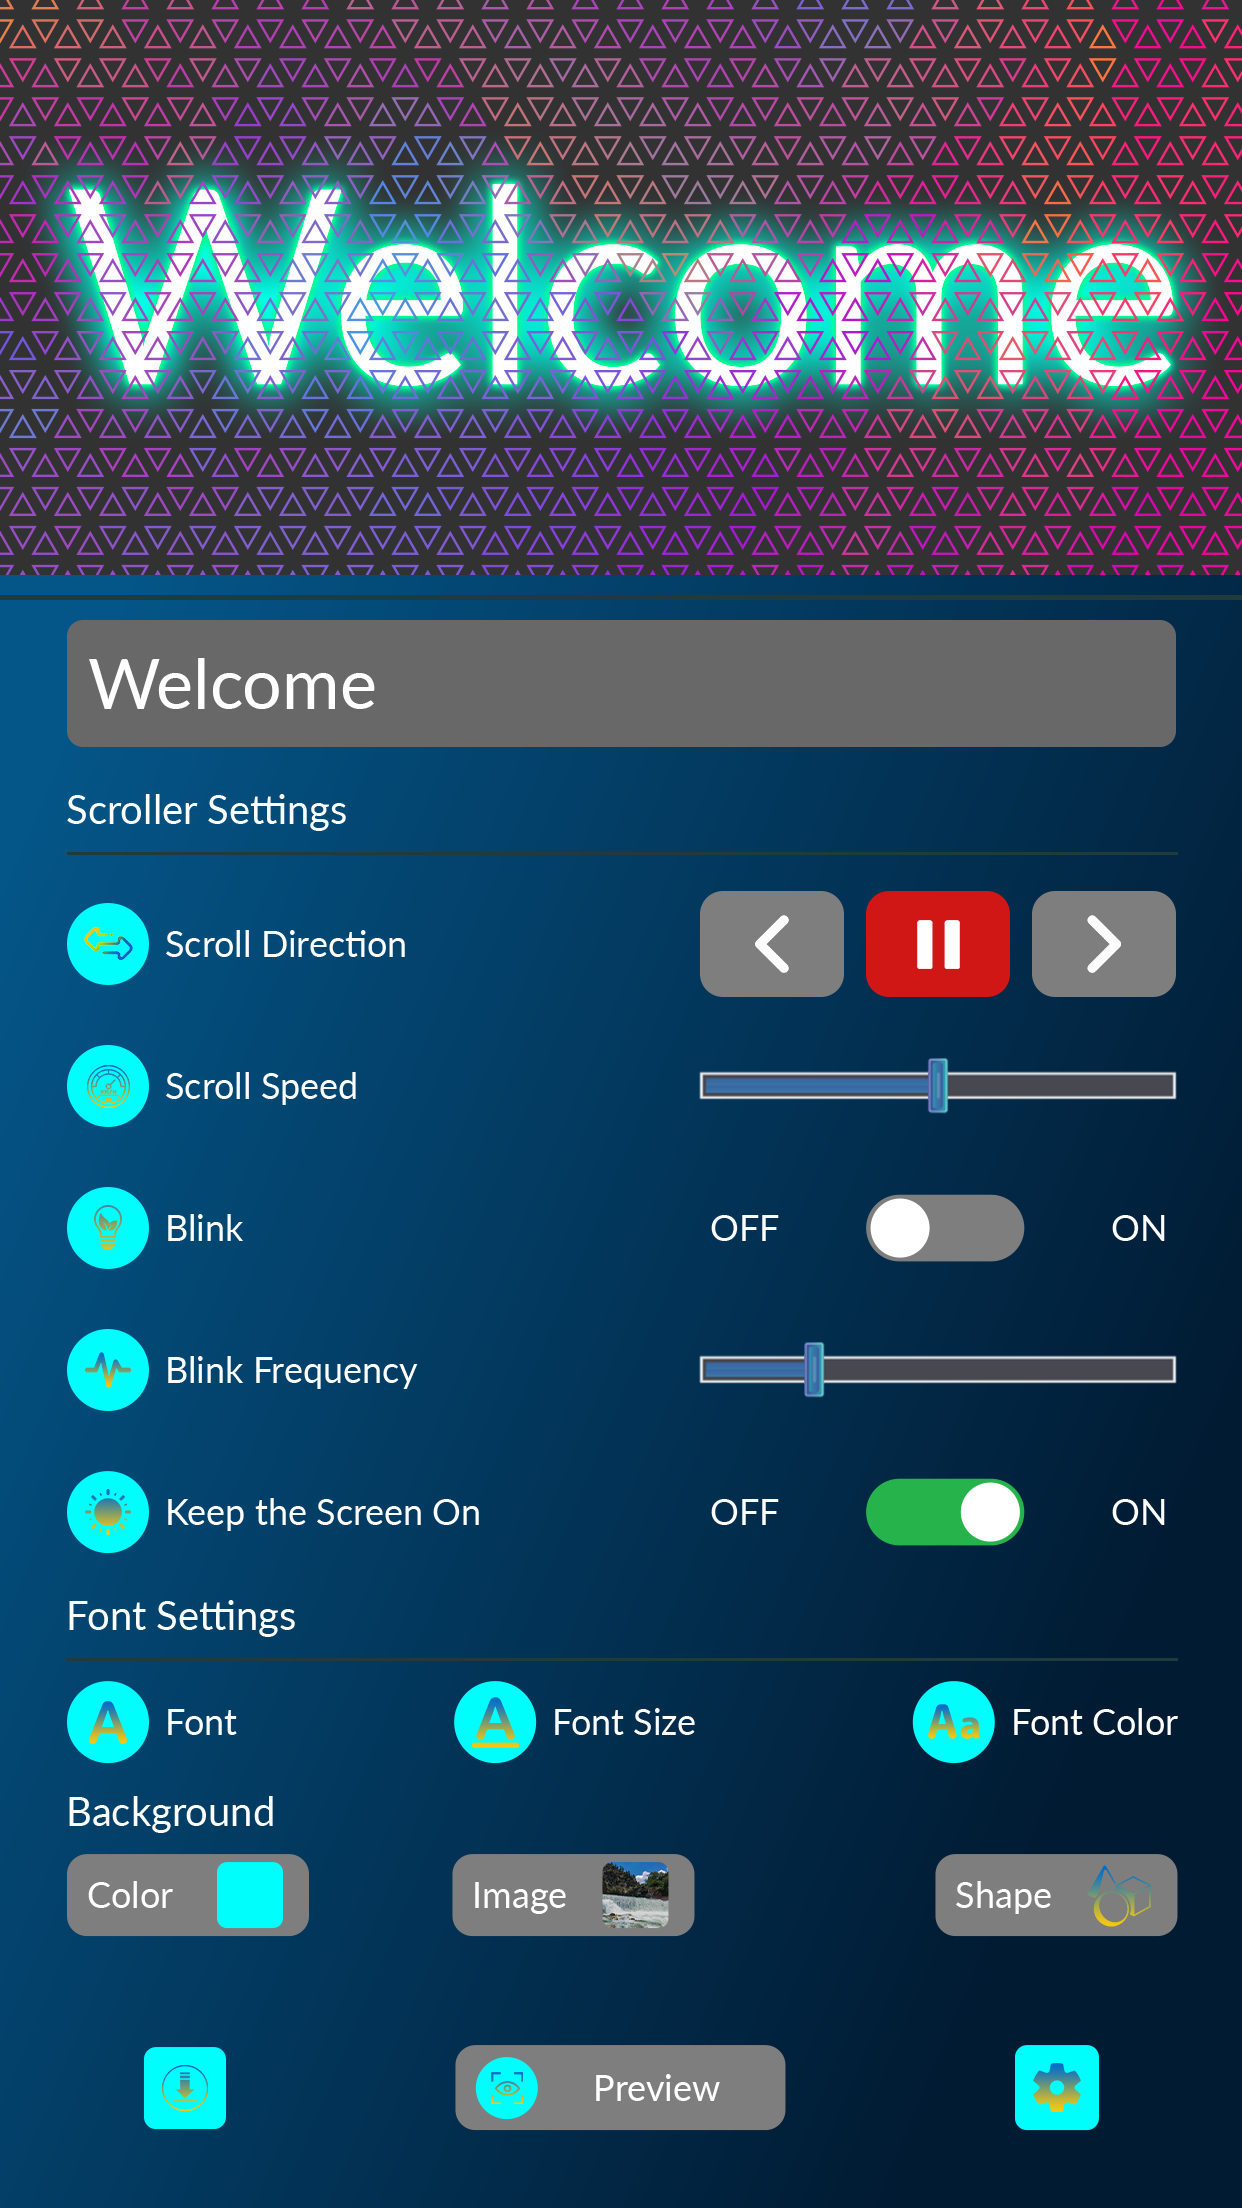 Welcome
Welcome
Scroller Settings
Scroll Direction
Scroll Speed
Blink
OFF
ON
Blink Frequency
Keep the Screen On
OFF
ON
Font Settings
A Font
A Font Size
Aa Font Color
Background
Color
Image
Shape
Preview